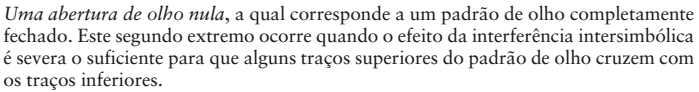 Uma abertura de olho nula, a qual corresponde a um padrão de olho completamente
fechado. Este segundo extremo ocorre quando o efeito da interferência intersimbólica
é severa o suficiente para que alguns traços superiores do padrão de olho cruzem com
os traços inferiores.